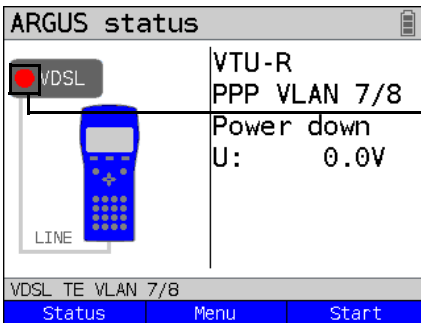 ARGUS status
VDSL
VTU-R
PPP VLAN 7/8
Power down
U: 0.0V
LINE
VDSL TE VLAN 7/8
Status Menu Start